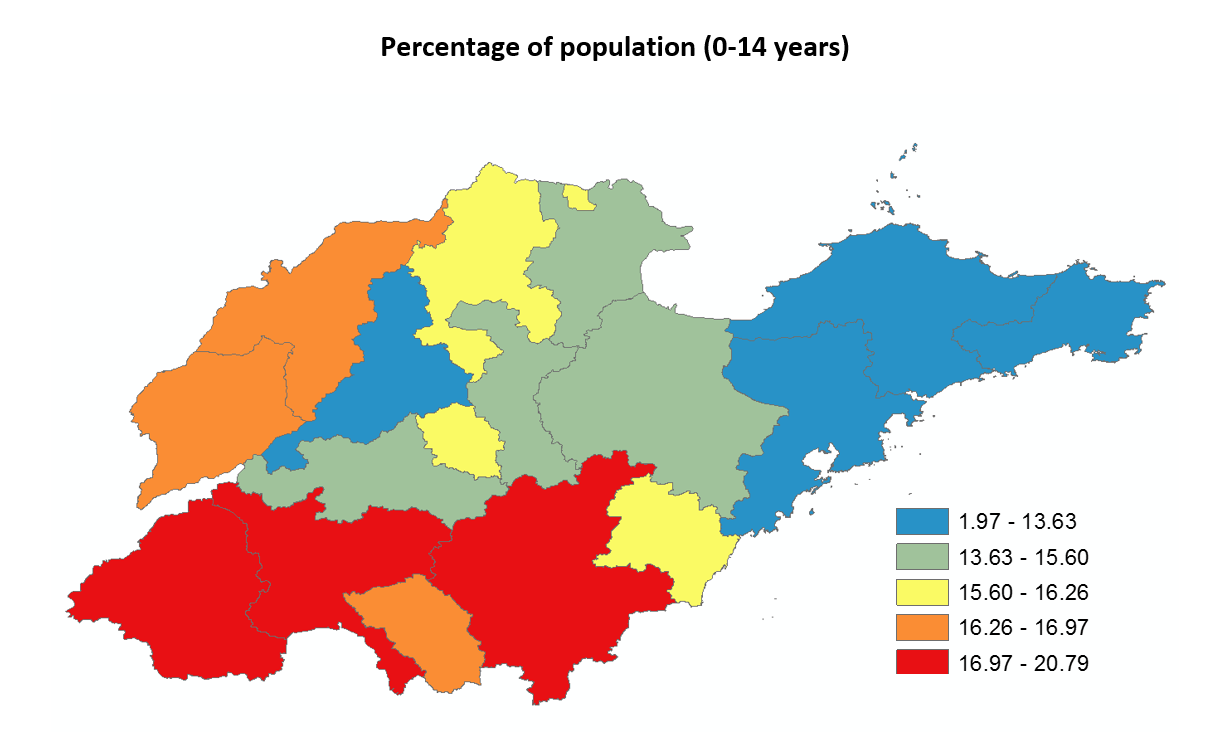 Percentage of population (0-14 years)
1.97 - 13.63
13.63 - 15.60
15.60 - 16.26
16.26 - 16.97
16.97 - 20.79